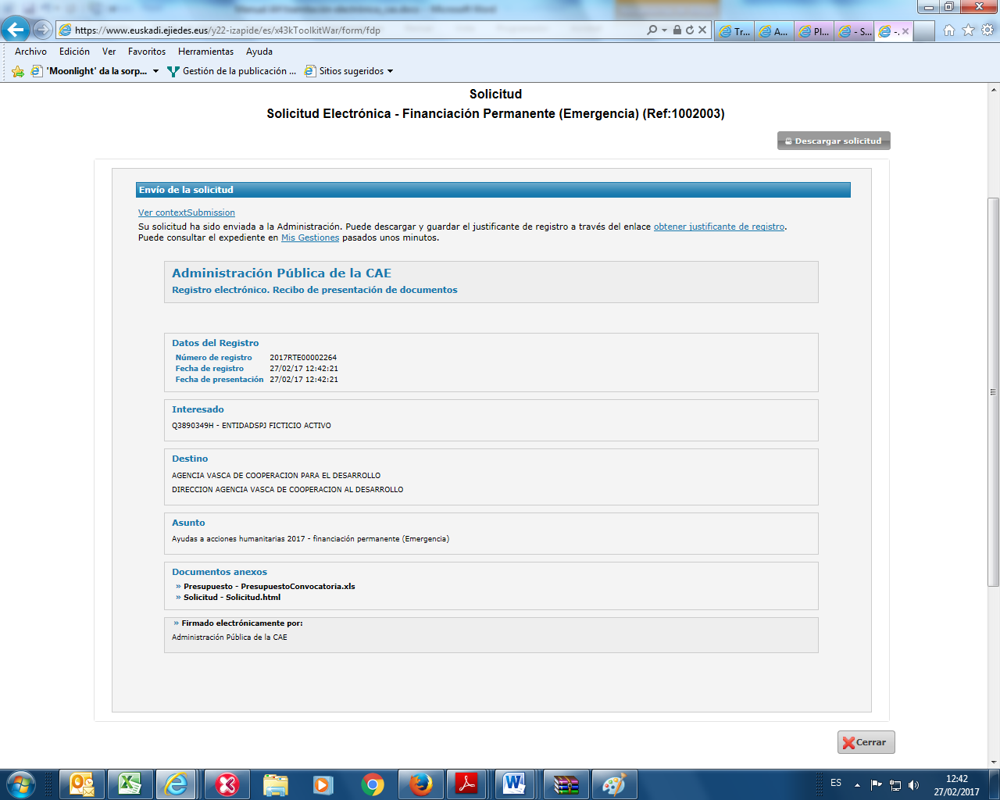 https://www.euskadi.ejiedes.eus/y22-izapide/es/x43kToolkitWar/form/fdp
Tr...
A...
Pl...
- S...
-.
Archivo Edición Ver Favoritos Herramientas Ayuda
'Moonlight' da la sorp... Gestión de la publicación ... Sitios sugeridos
Solicitud
Solicitud Electrónica - Financiación Permanente (Emergencia) (Ref:1002003)
Descargar solicitud
Envío de la solicitud
Ver contextSubmission
Su solicitud ha sido enviada a la Administración. Puede descargar y guardar el justificante de registro a través del enlace obtener justificante de registro.
Puede consultar el expediente en Mis Gestiones pasados unos minutos.
Administración Pública de la CAE
Registro electrónico. Recibo de presentación de documentos
Datos del Registro
Número de registro 2017RTE00002264
Fecha de registro 27/02/17 12:42:21
Fecha de presentación 27/02/17 12:42:21
Interesado
Q3890349H - ENTIDADSPJ FICTICIO ACTIVO
Destino
AGENCIA VASCA DE COOPERACION PARA EL DESARROLLO
DIRECCION AGENCIA VASCA DE COOPERACION AL DESARROLLO
Asunto
Ayudas a acciones humanitarias 2017 - financiación permanente (Emergencia)
Documentos anexos
» Presupuesto - PresupuestoConvocatoria.xls
» Solicitud - Solicitud.html
» Firmado electrónicamente por:
Administración Pública de la CAE
Cerrar
ES
12:42
27/02/2017